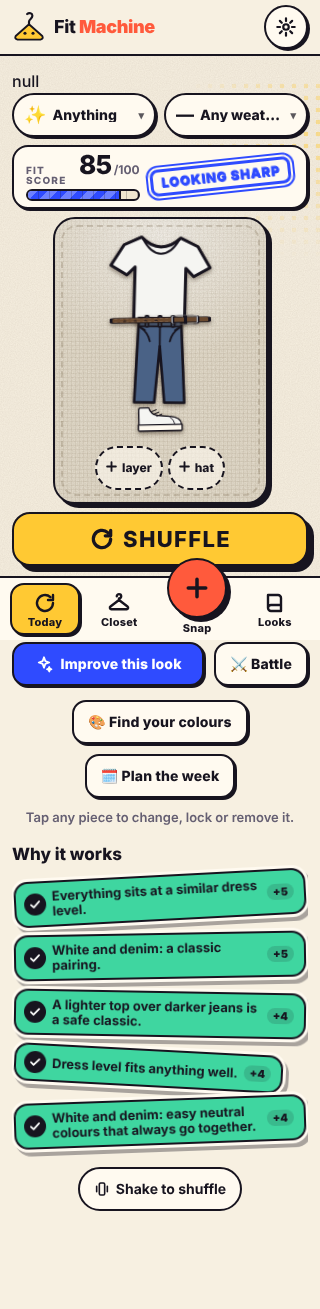 Fit Machine
null
✨ Anything ▾
— Any weat... ▾
FIT SCORE 85/100
LOOKING SHARP
+ layer
+ hat
SHUFFLE
Today
Closet
Snap
Looks
Improve this look
⚔️ Battle
🎨 Find your colours
🗓️ Plan the week
Tap any piece to change, lock or remove it.
Why it works
Everything sits at a similar dress
level. +5
White and denim: a classic
pairing. +5
A lighter top over darker jeans is
a safe classic. +4
Dress level fits anything well. +4
White and denim: easy neutral
colours that always go together. +4
Shake to shuffle